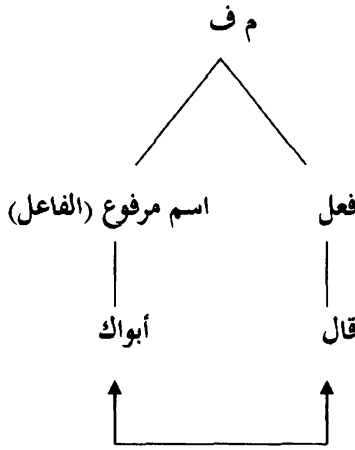 م ف
فعل اسم مرفوع (الفاعل)
قال أبواك